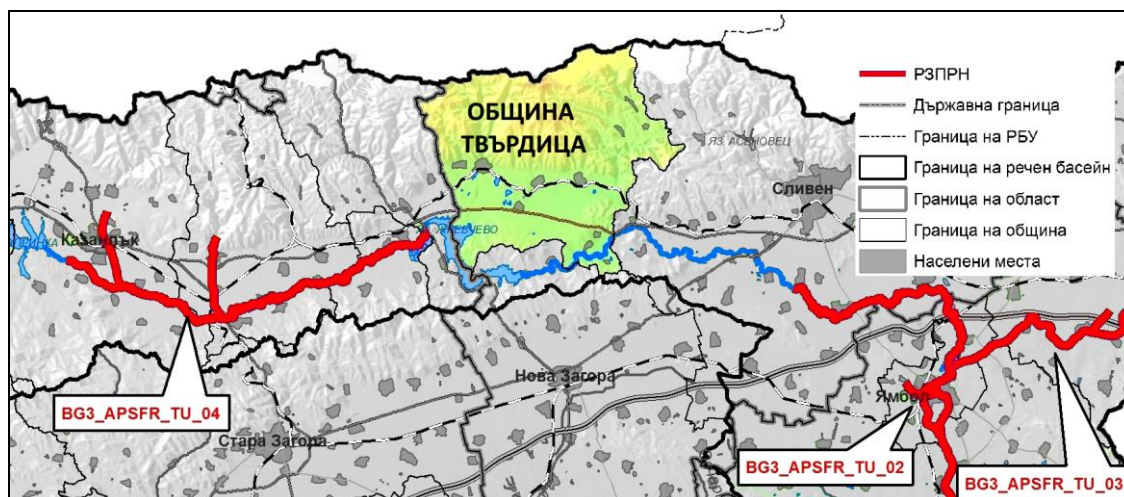 ОБЩИНА
ТВЪРДИЦА
РЗПРН
Държавна граница
Граница на РБУ
Граница на речен басейн
Граница на област
Граница на община
Населени места
ЯЗ. АСЕНОВЕЦ
Сливен
Казанлък
BG3_APSFR_TU_04
Нова Загора
Стара Загора
Ямбол
BG3_APSFR_TU_02
BG3_APSFR_TU_03